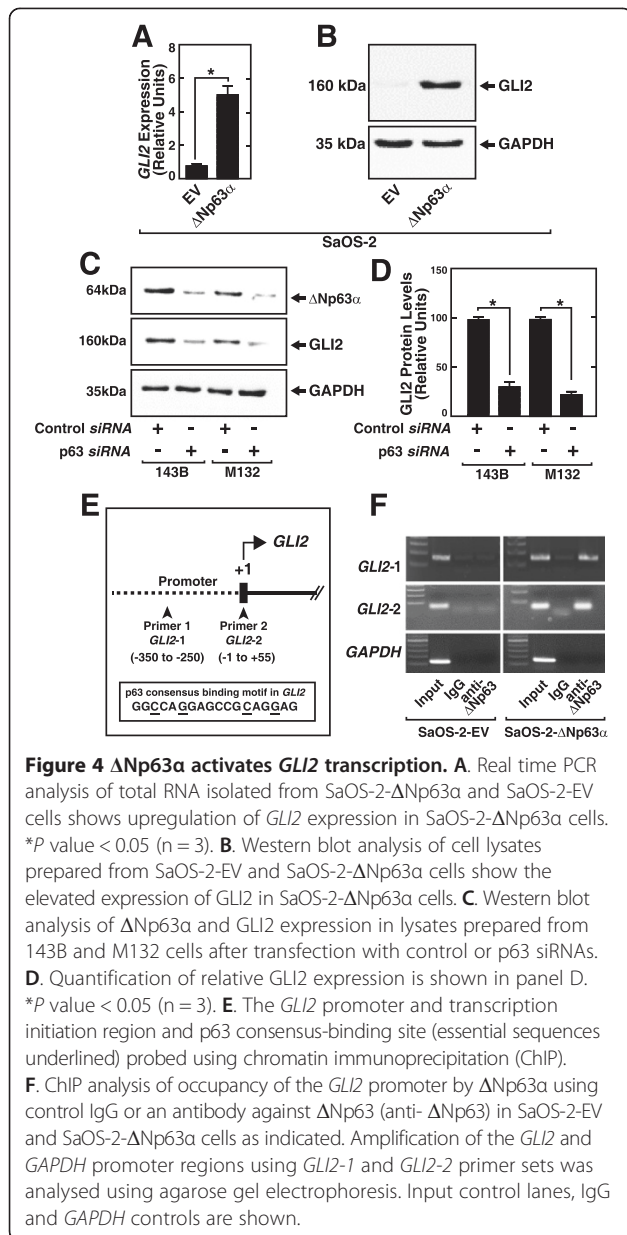 A
GLI2 Expression
(Relative Units)
8
6
4
2
0
*
EV
ΔNp63α
B
160 kDa
GLI2
35 kDa
GAPDH
EV
ΔNp63α
SaOS-2
C
64kDa
ΔNp63α
160kDa
GLI2
35kDa
GAPDH
Control siRNA + - + -
p63 siRNA - + - +
143B M132
D
GLI2 Protein Levels
(Relative Units)
150
100
50
0
* *
Control siRNA + - + -
p63 siRNA - + - +
143B M132
E
GLI2
+1
Promoter
Primer 1 Primer 2
GLI2-1 GLI2-2
(-350 to -250) (-1 to +55)
p63 consensus binding motif in GLI2
GGCCAGGAGCCGCAGGAG
F
GLI2-1
GLI2-2
GAPDH
Input IgG anti-ΔNp63 Input IgG anti-ΔNp63
SaOS-2-EV SaOS-2-ΔNp63α
Figure 4 ΔNp63α activates GLI2 transcription. A. Real time PCR
analysis of total RNA isolated from SaOS-2-ΔNp63α and SaOS-2-EV
cells shows upregulation of GLI2 expression in SaOS-2-ΔNp63α cells.
*P value < 0.05 (n = 3). B. Western blot analysis of cell lysates
prepared from SaOS-2-EV and SaOS-2-ΔNp63α cells show the
elevated expression of GLI2 in SaOS-2-ΔNp63α cells. C. Western blot
analysis of ΔNp63α and GLI2 expression in lysates prepared from
143B and M132 cells after transfection with control or p63 siRNAs.
D. Quantification of relative GLI2 expression is shown in panel D.
*P value < 0.05 (n = 3). E. The GLI2 promoter and transcription
initiation region and p63 consensus-binding site (essential sequences
underlined) probed using chromatin immunoprecipitation (ChIP).
F. ChIP analysis of occupancy of the GLI2 promoter by ΔNp63α using
control IgG or an antibody against ΔNp63 (anti- ΔNp63) in SaOS-2-EV
and SaOS-2-ΔNp63α cells as indicated. Amplification of the GLI2 and
GAPDH promoter regions using GLI2-1 and GLI2-2 primer sets was
analysed using agarose gel electrophoresis. Input control lanes, IgG
and GAPDH controls are shown.